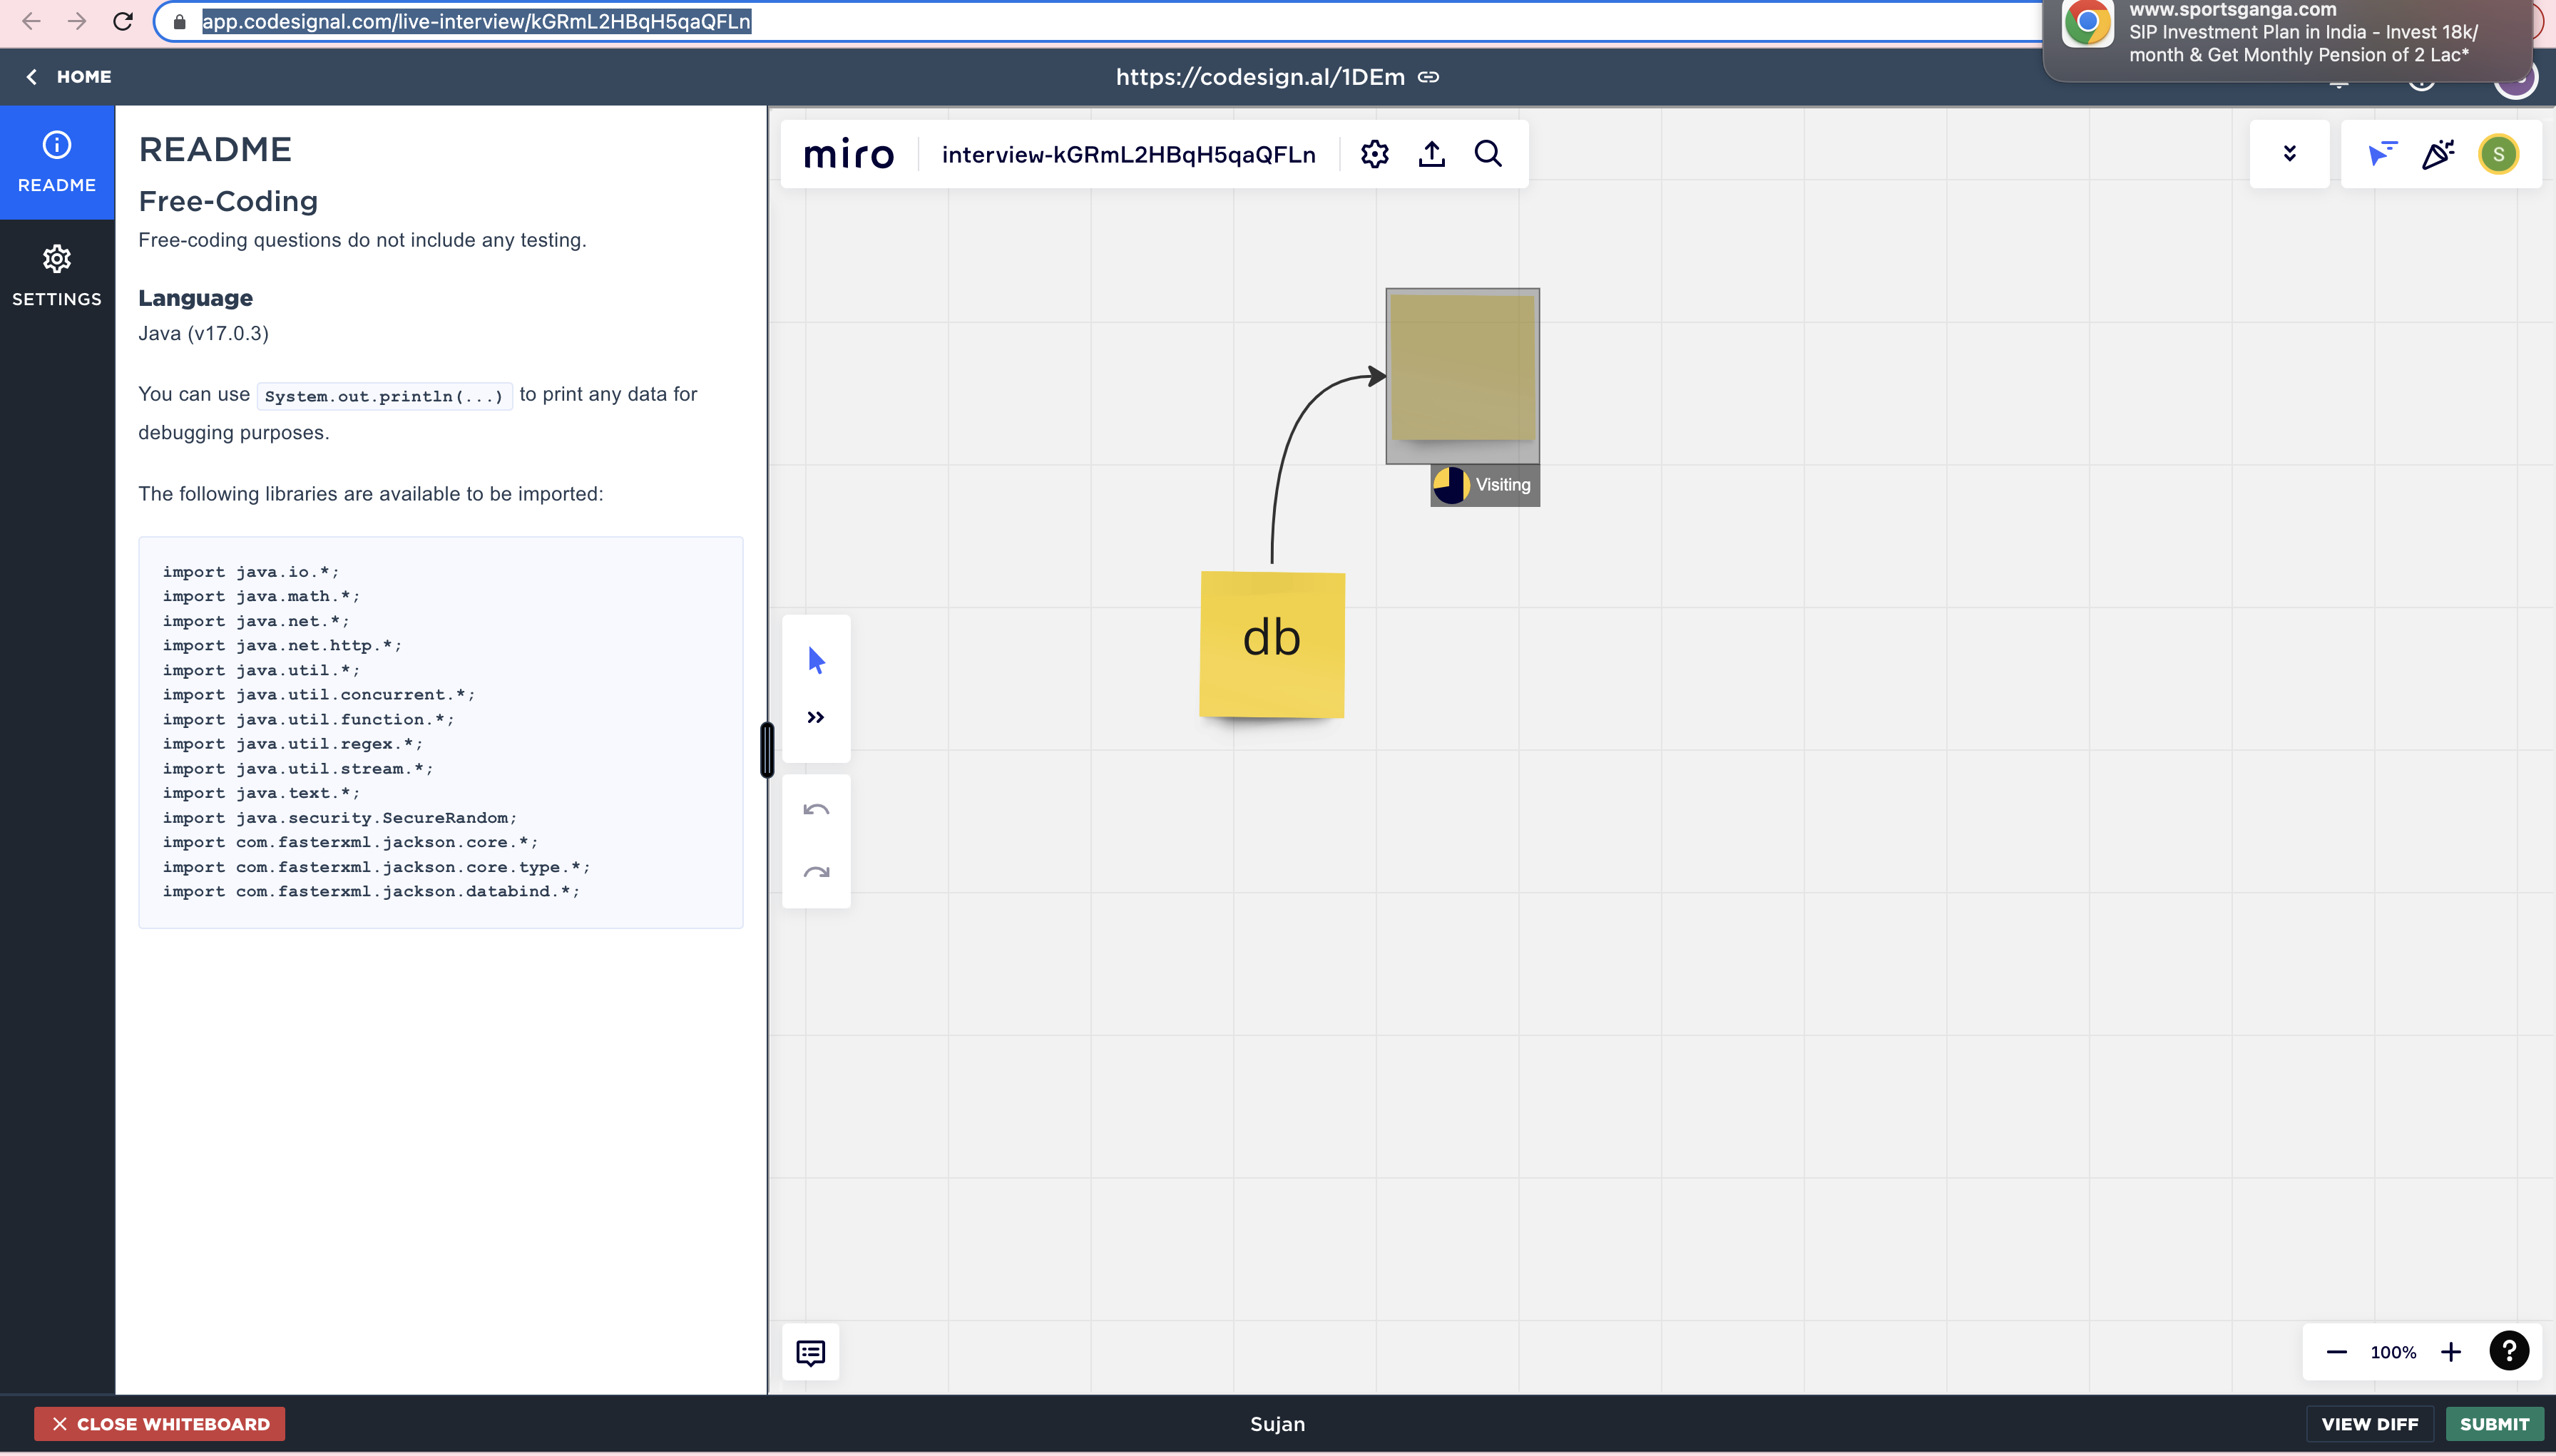 app.codesignal.com/live-interview/kGRmL2HBqH5qaQFLn
www.sportsganga.com
SIP Investment Plan in India - Invest 18k/
month & Get Monthly Pension of 2 Lac*
HOME
https://codesign.al/1DEm
README
SETTINGS
README
Free-Coding
Free-coding questions do not include any testing.
Language
Java (v17.0.3)
You can use System.out.println(...) to print any data for
debugging purposes.
The following libraries are available to be imported:
import java.io.*;
import java.math.*;
import java.net.*;
import java.net.http.*;
import java.util.*;
import java.util.concurrent.*;
import java.util.function.*;
import java.util.regex.*;
import java.util.stream.*;
import java.text.*;
import java.security.SecureRandom;
import com.fasterxml.jackson.core.*;
import com.fasterxml.jackson.core.type.*;
import com.fasterxml.jackson.databind.*;
miro
interview-kGRmL2HBqH5qaQFLn
S
Visiting
db
100%
?
CLOSE WHITEBOARD
Sujan
VIEW DIFF
SUBMIT